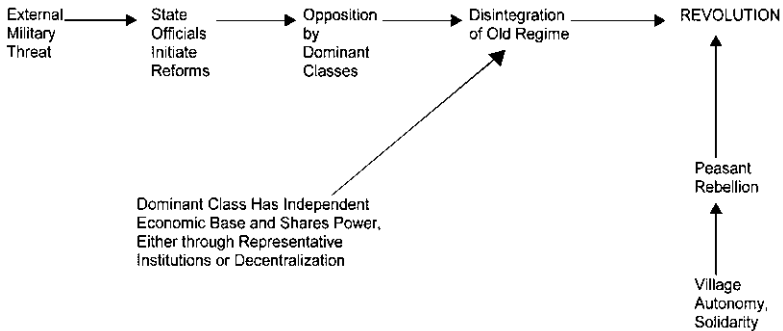 External
Military
Threat
State
Officials
Initiate
Reforms
Opposition
by
Dominant
Classes
Disintegration
of Old Regime
REVOLUTION
Dominant Class Has Independent
Economic Base and Shares Power,
Either through Representative
Institutions or Decentralization
Peasant
Rebellion
Village
Autonomy,
Solidarity